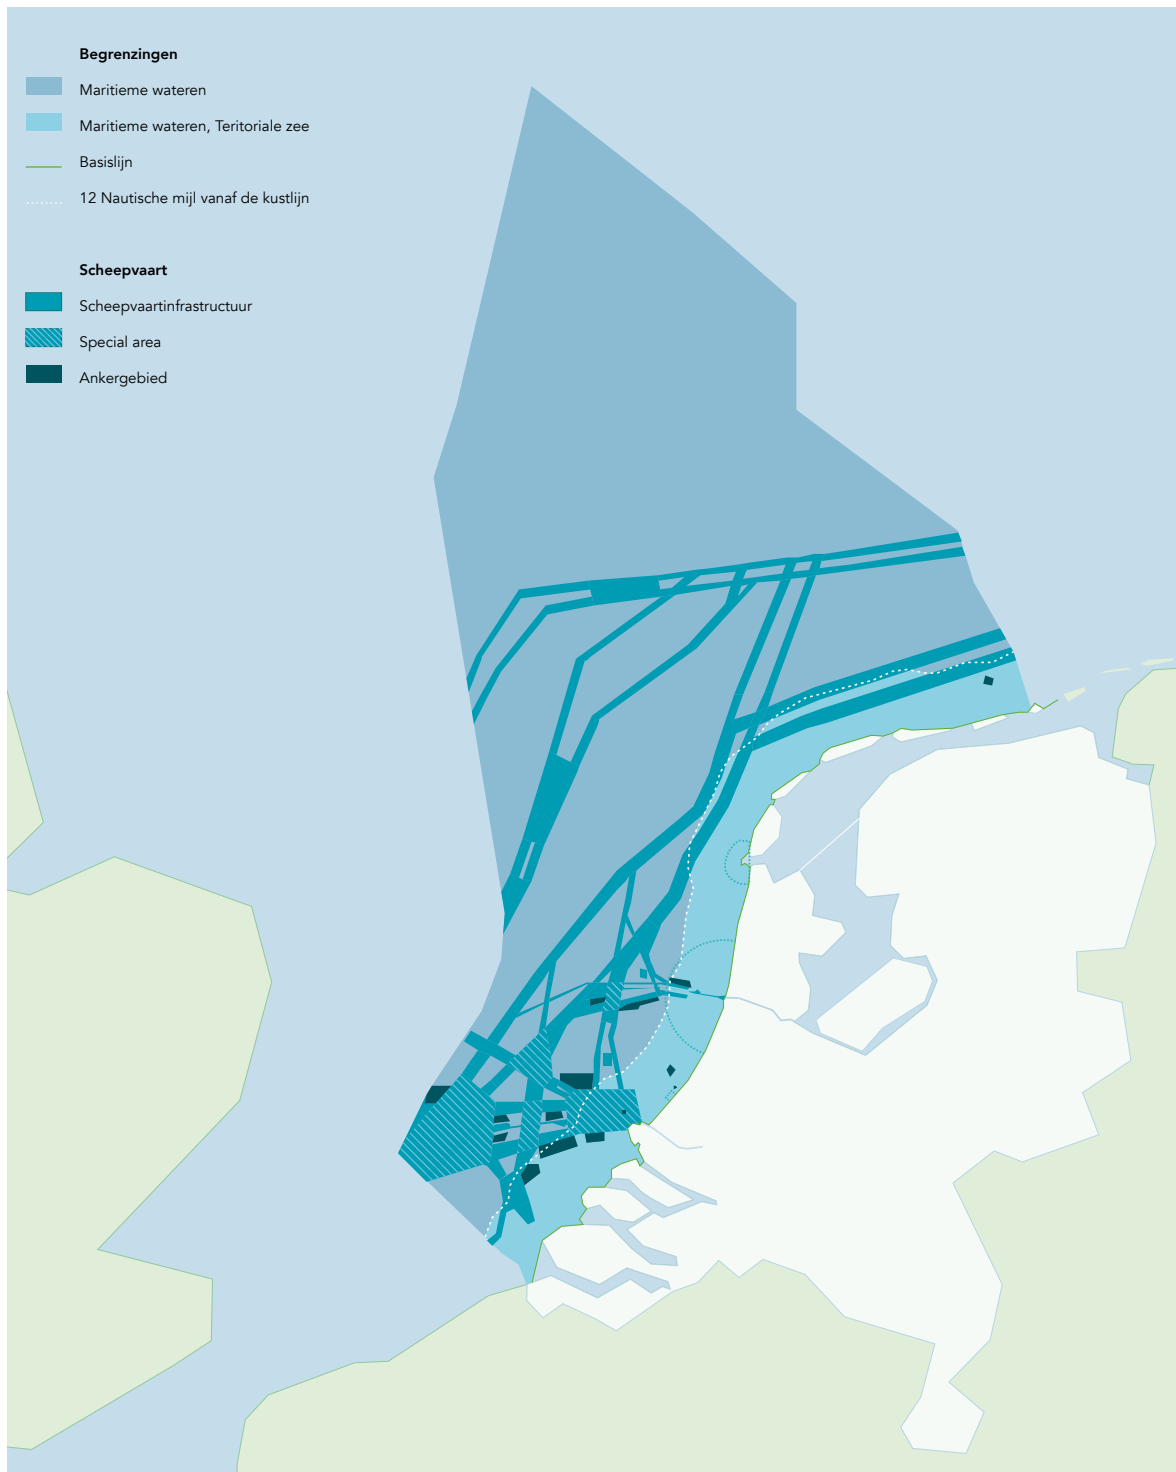 Begrenzingen
Maritieme wateren
Maritieme wateren, Teritoriale zee
Basislijn
12 Nautische mijl vanaf de kustlijn
Scheepvaart
Scheepvaartinfrastructuur
Special area
Ankergebied